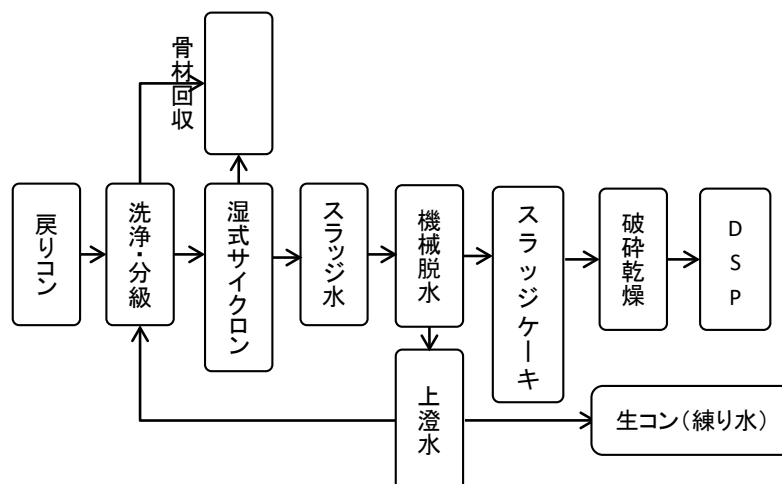 骨材回収
戻りコン
洗浄・分級
湿式サイクロン
スラッジ水
機械脱水
スラッジケーキ
破砕乾燥
DSP
上澄水
生コン（練り水）